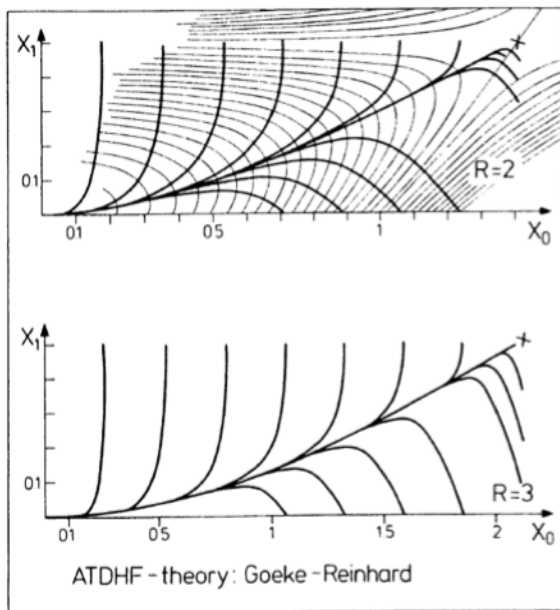 X1
01
R=2
01 05 1 X0
X1
01
R=3
01 05 1 15 2 X0
ATDHF-theory: Goeke-Reinhard